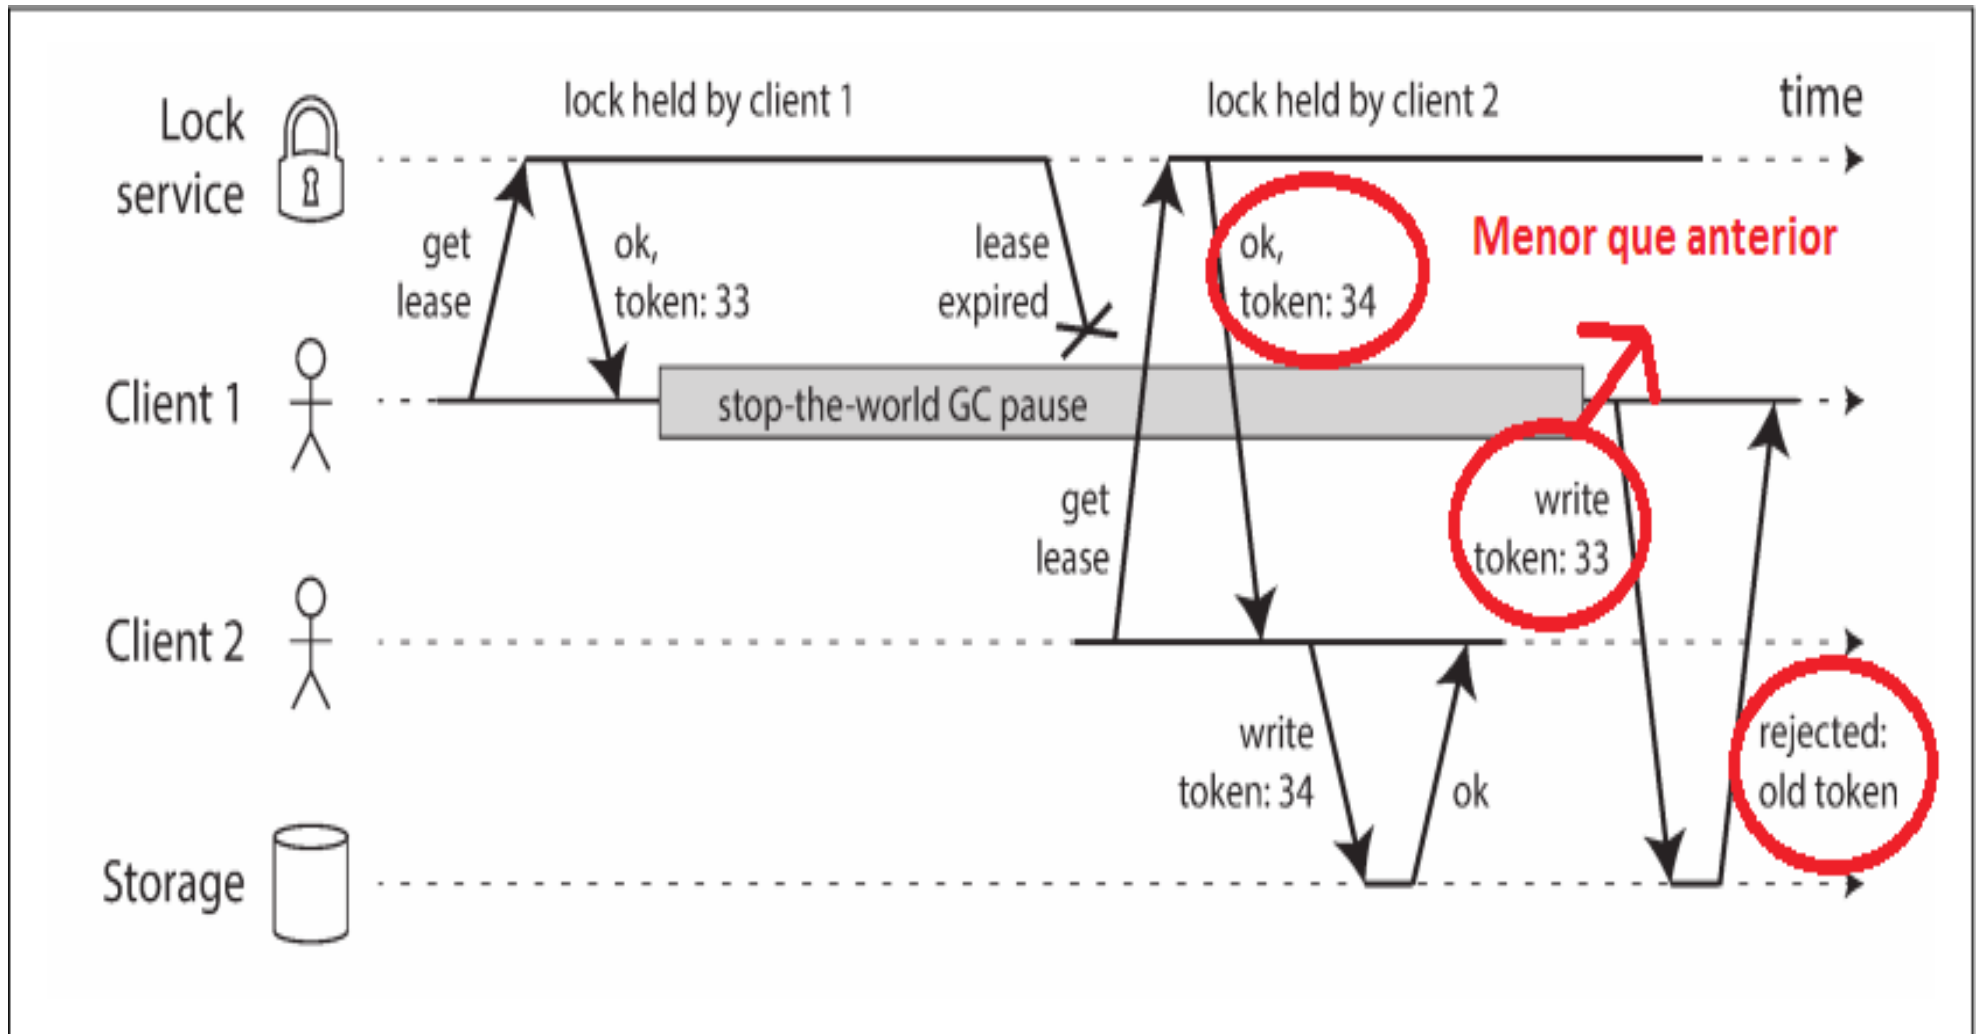 lock held by client 1
lock held by client 2
time
Lock
service
get
lease
ok,
token: 33
lease
expired
ok,
token: 34
Menor que anterior
Client 1
stop-the-world GC pause
get
lease
write
token: 33
Client 2
write
token: 34
ok
rejected:
old token
Storage